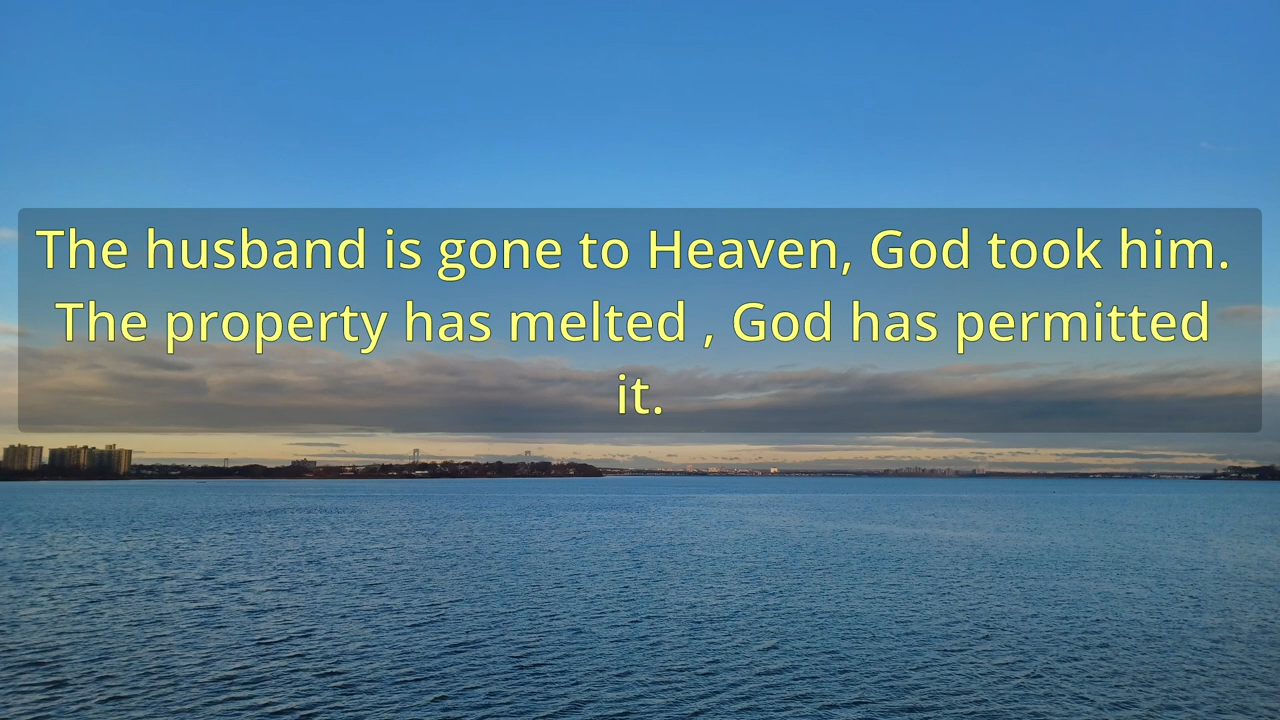 The husband is gone to Heaven, God took him.
The property has melted , God has permitted
it.